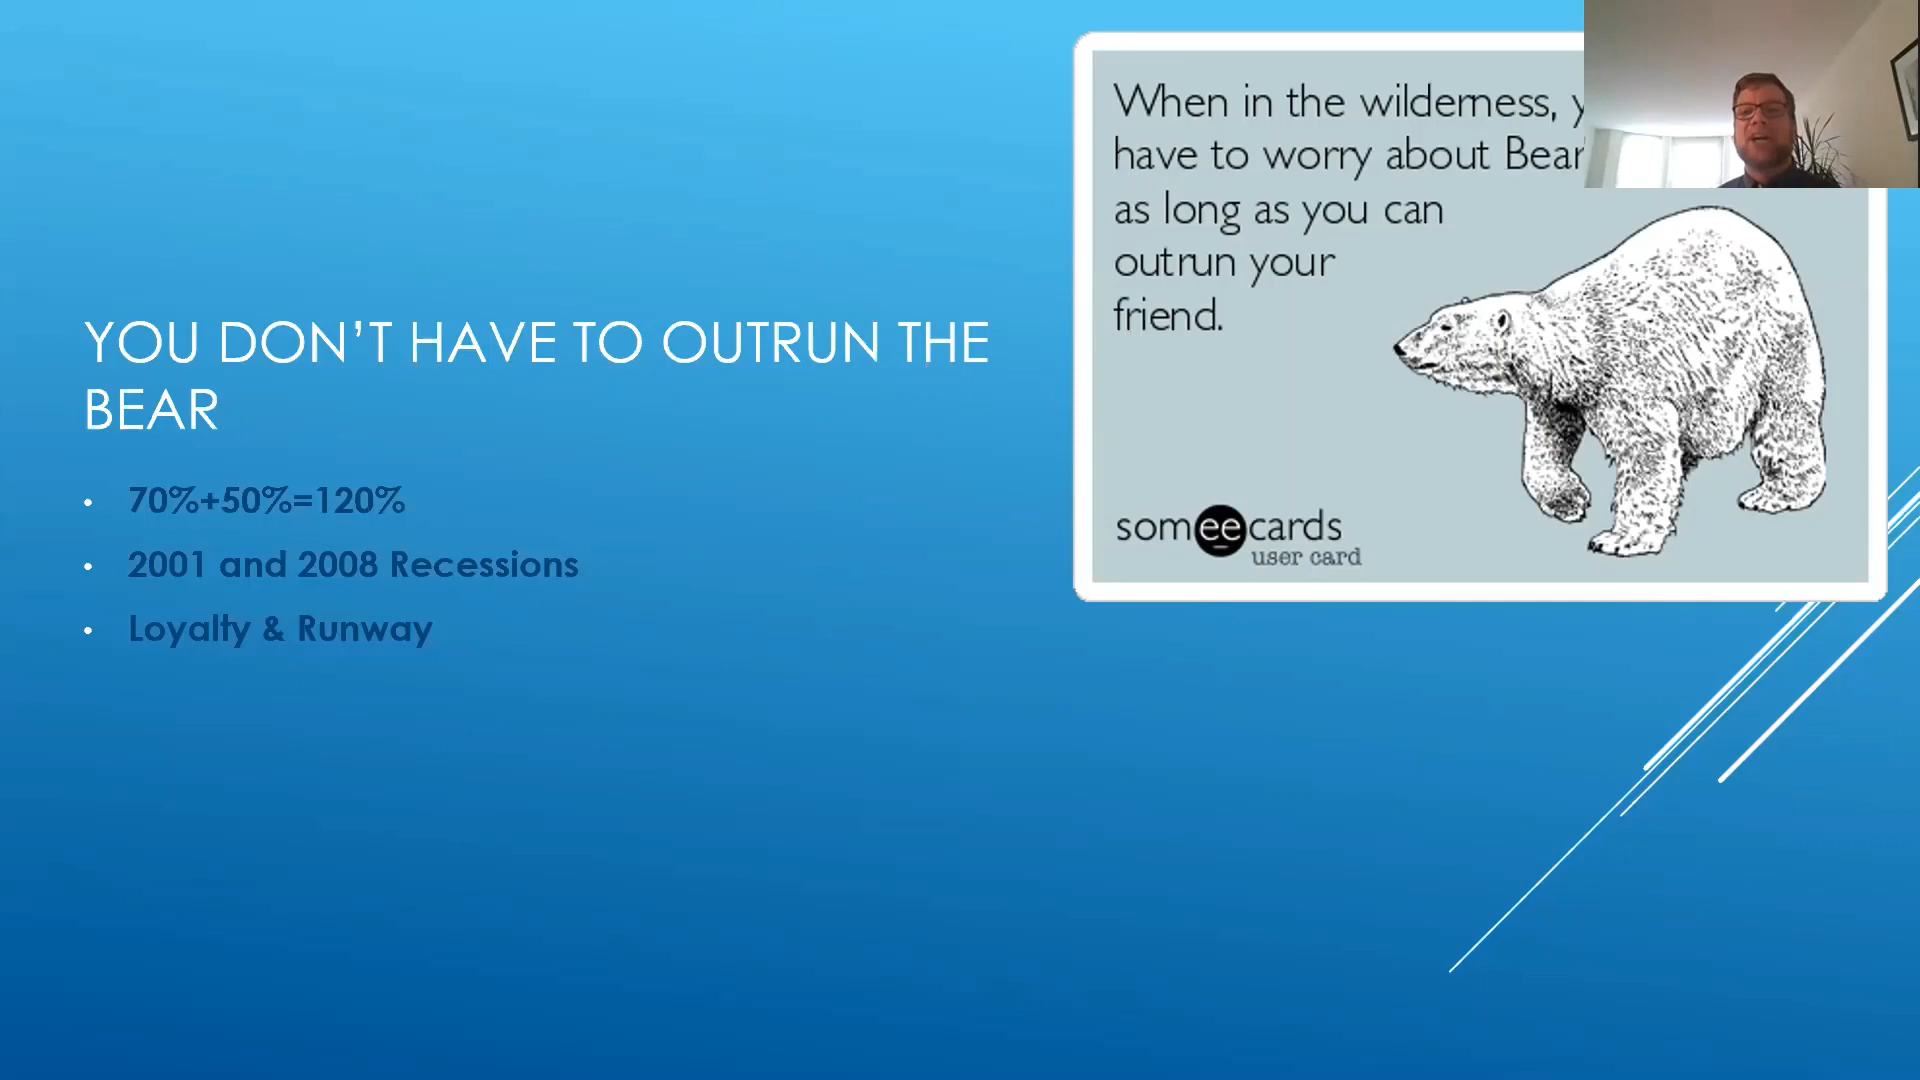 YOU DON'T HAVE TO OUTRUN THE
BEAR
• 70%+50%=120%
• 2001 and 2008 Recessions
• Loyalty & Runway
When in the wilderness,
have to worry about Bear
as long as you can
outrun your
friend.
someecards
user card